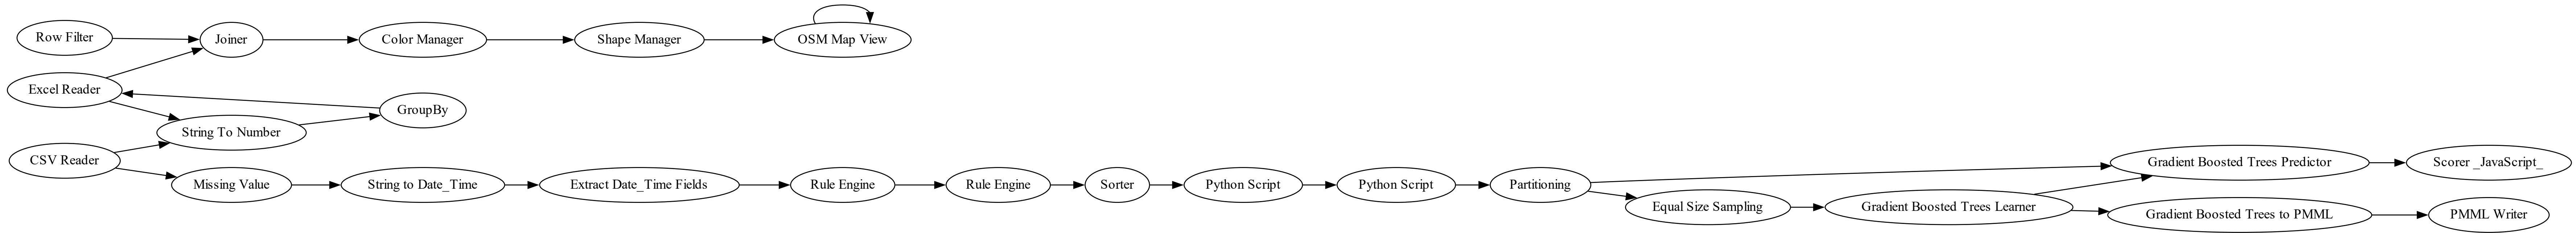 Row Filter
Joiner
Color Manager
Shape Manager
OSM Map View
Excel Reader
GroupBy
String To Number
CSV Reader
Missing Value
String to Date_Time
Extract Date_Time Fields
Rule Engine
Rule Engine
Sorter
Python Script
Python Script
Partitioning
Gradient Boosted Trees Predictor
Scorer _JavaScript_
Equal Size Sampling
Gradient Boosted Trees Learner
Gradient Boosted Trees to PMML
PMML Writer